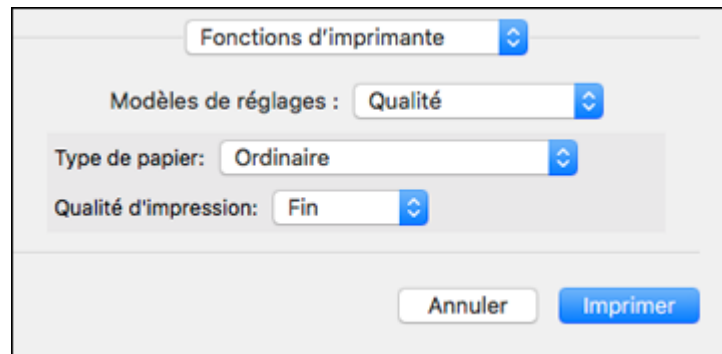 Fonctions d'imprimante
Modèles de réglages : Qualité
Type de papier: Ordinaire
Qualité d'impression: Fin
Annuler Imprimer